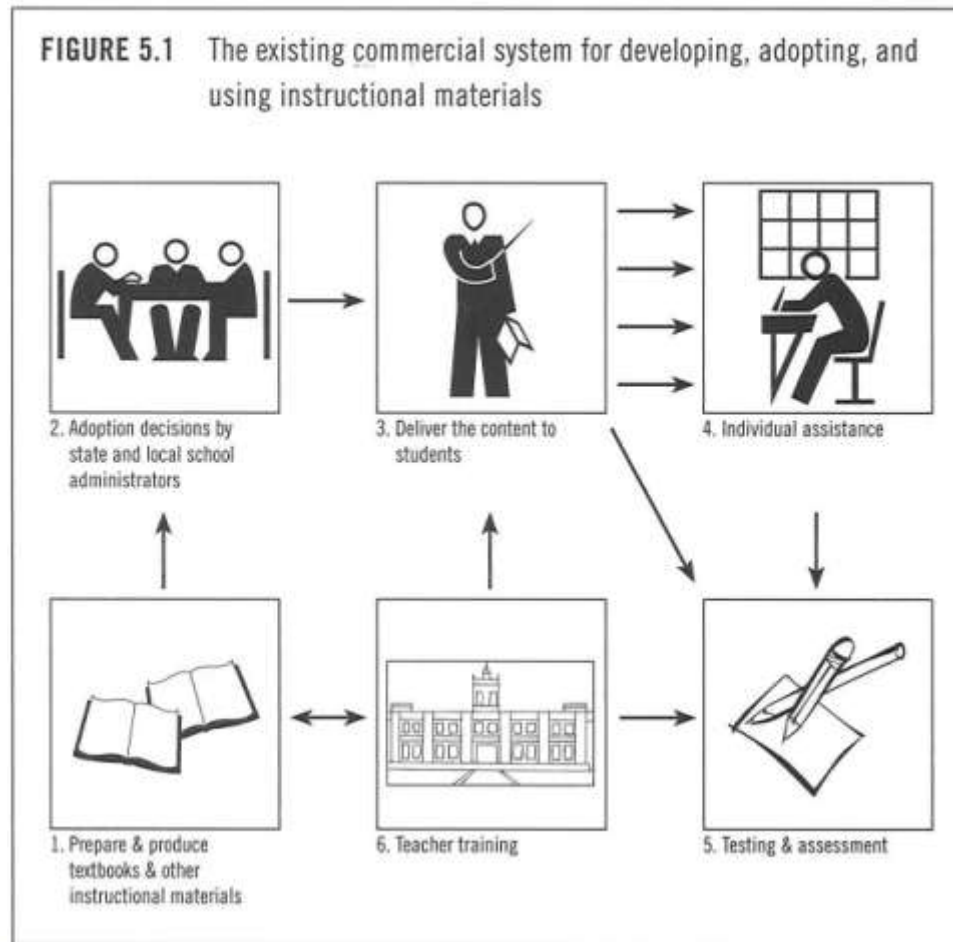 FIGURE 5.1 The existing commercial system for developing, adopting, and
using instructional materials
2. Adoption decisions by
state and local school
administrators
3. Deliver the content to
students
4. Individual assistance
1. Prepare & produce
textbooks & other
instructional materials
6. Teacher training
5. Testing & assessment